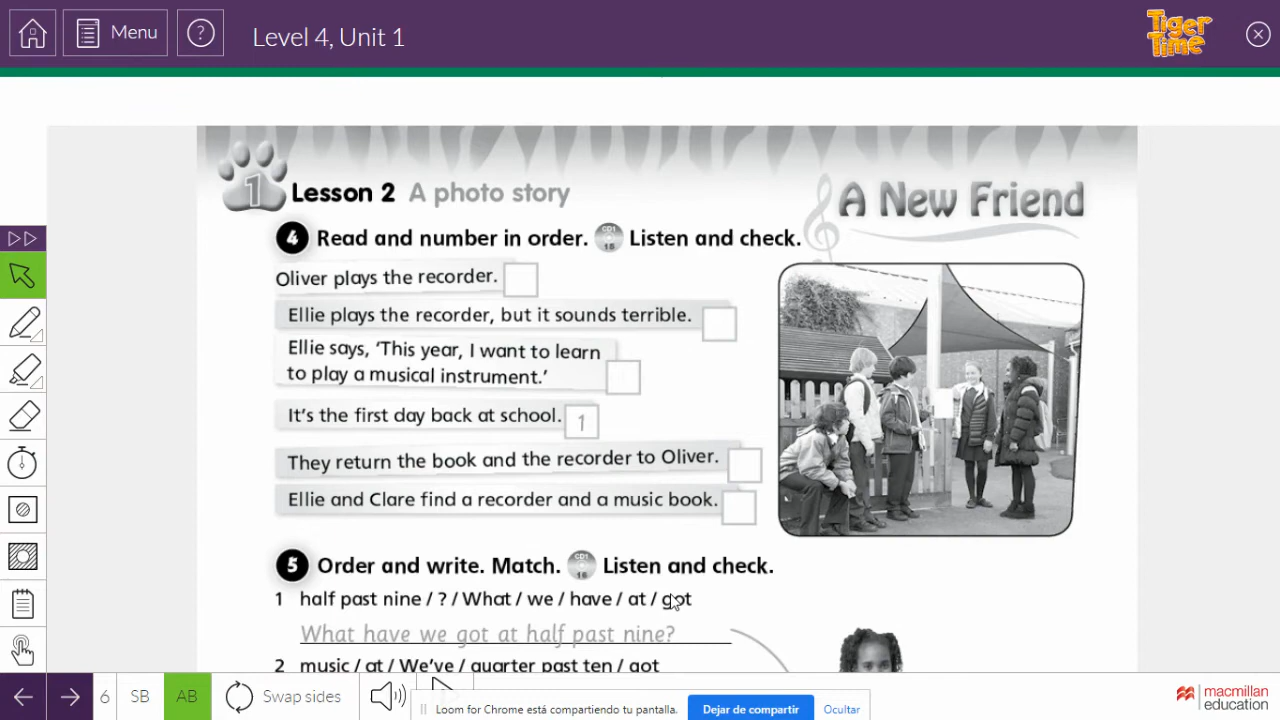 Menu
?
Level 4, Unit 1
Tiger Time
1
Lesson 2 A photo story
A New Friend
4 Read and number in order. CD1 15 Listen and check.
Oliver plays the recorder.
Ellie plays the recorder, but it sounds terrible.
Ellie says, ‘This year, I want to learn
to play a musical instrument.’
It's the first day back at school. 1
They return the book and the recorder to Oliver.
Ellie and Clare find a recorder and a music book.
5 Order and write. Match. CD1 16 Listen and check.
1 half past nine / ? / What / we / have / at / got
What have we got at half past nine?
2 music / at / We've / quarter past ten / got
6
SB
AB
Swap sides
Loom for Chrome está compartiendo tu pantalla.
Dejar de compartir
Ocultar
macmillan
education